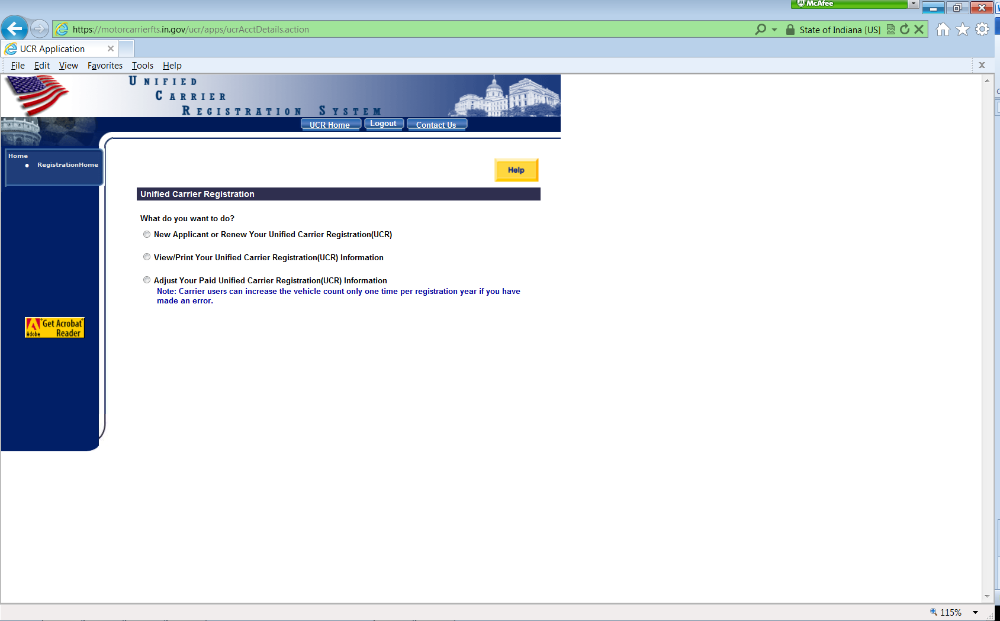 McAfee
https://motorcarrierfts.in.gov/ucr/apps/ucrAcctDetails.action
State of Indiana [US]
UCR Application
File Edit View Favorites Tools Help
UNIFIED
CARRIER
REGISTRATION SYSTEM
UCR Home Logout Contact Us
Home
RegistrationHome
Help
Unified Carrier Registration
What do you want to do?
New Applicant or Renew Your Unified Carrier Registration(UCR)
View/Print Your Unified Carrier Registration(UCR) Information
Adjust Your Paid Unified Carrier Registration(UCR) Information
Note: Carrier users can increase the vehicle count only one time per registration year if you have
made an error.
Get Acrobat
Adobe Reader
115%